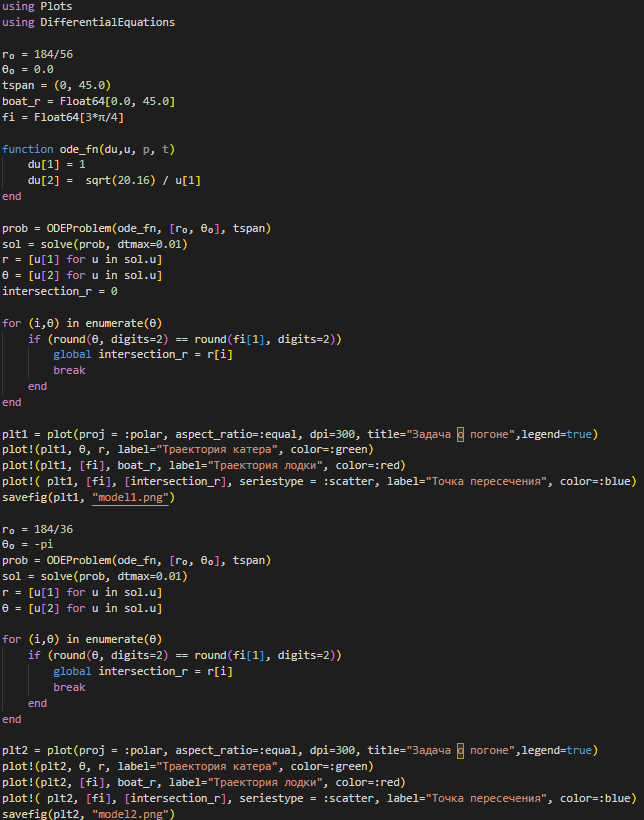 using Plots
using DifferentialEquations
r₀ = 184/56
θ₀ = 0.0
tspan = (0, 45.0)
boat_r = Float64[0.0, 45.0]
fi = Float64[3*π/4]
function ode_fn(du,u, p, t)
du[1] = 1
du[2] =  sqrt(20.16) / u[1]
end
prob = ODEProblem(ode_fn, [r₀, θ₀], tspan)
sol = solve(prob, dtmax=0.01)
r = [u[1] for u in sol.u]
θ = [u[2] for u in sol.u]
intersection_r = 0
for (i,θ) in enumerate(θ)
if (round(θ, digits=2) == round(fi[1], digits=2))
global intersection_r = r[i]
break
end
end
plt1 = plot(proj = :polar, aspect_ratio=:equal, dpi=300, title="Задача о погоне",legend=true)
plot!(plt1, θ, r, label="Траектория катера", color=:green)
plot!(plt1, [fi], boat_r, label="Траектория лодки", color=:red)
plot!( plt1, [fi], [intersection_r], seriestype = :scatter, label="Точка пересечения", color=:blue)
savefig(plt1, "model1.png")
r₀ = 184/36
θ₀ = -pi
prob = ODEProblem(ode_fn, [r₀, θ₀], tspan)
sol = solve(prob, dtmax=0.01)
r = [u[1] for u in sol.u]
θ = [u[2] for u in sol.u]
for (i,θ) in enumerate(θ)
if (round(θ, digits=2) == round(fi[1], digits=2))
global intersection_r = r[i]
break
end
end
plt2 = plot(proj = :polar, aspect_ratio=:equal, dpi=300, title="Задача о погоне",legend=true)
plot!(plt2, θ, r, label="Траектория катера", color=:green)
plot!(plt2, [fi], boat_r, label="Траектория лодки", color=:red)
plot!( plt2, [fi], [intersection_r], seriestype = :scatter, label="Точка пересечения", color=:blue)
savefig(plt2, "model2.png")